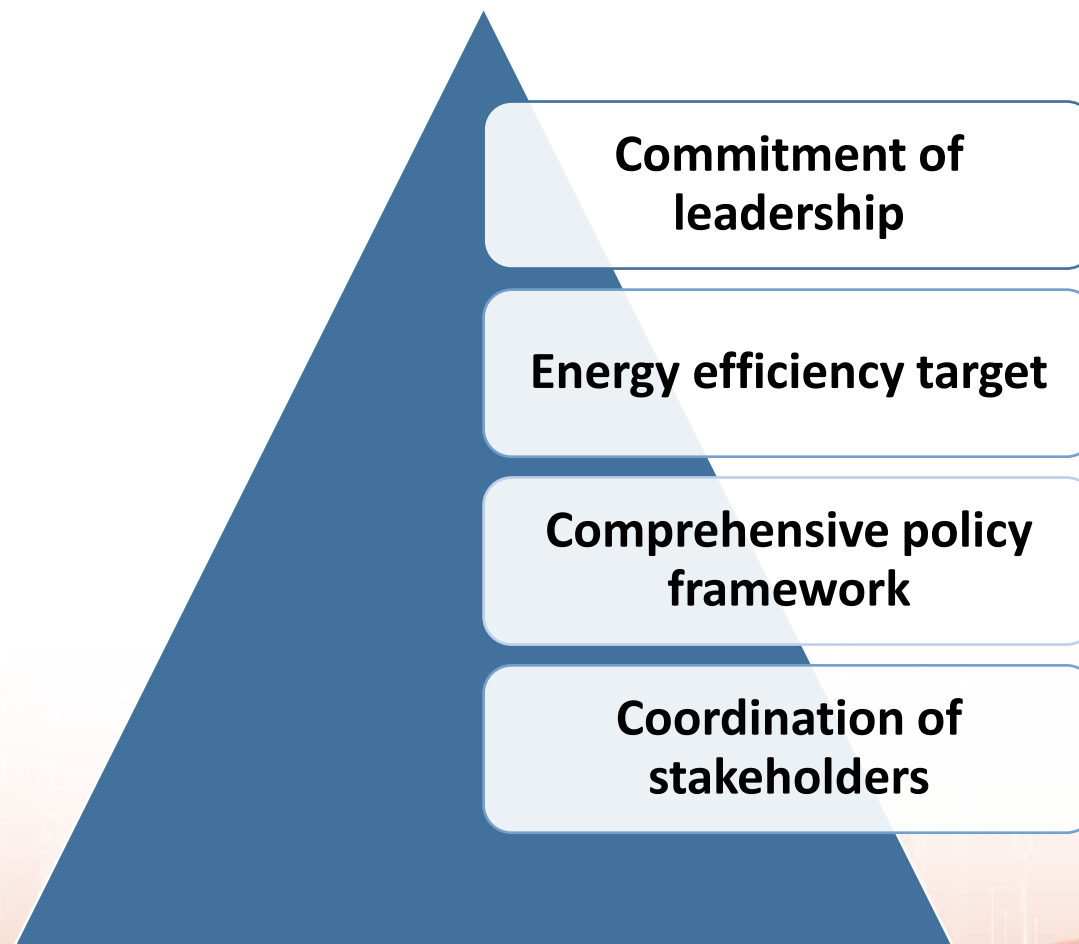 Commitment of
leadership
Energy efficiency target
Comprehensive policy
framework
Coordination of
stakeholders